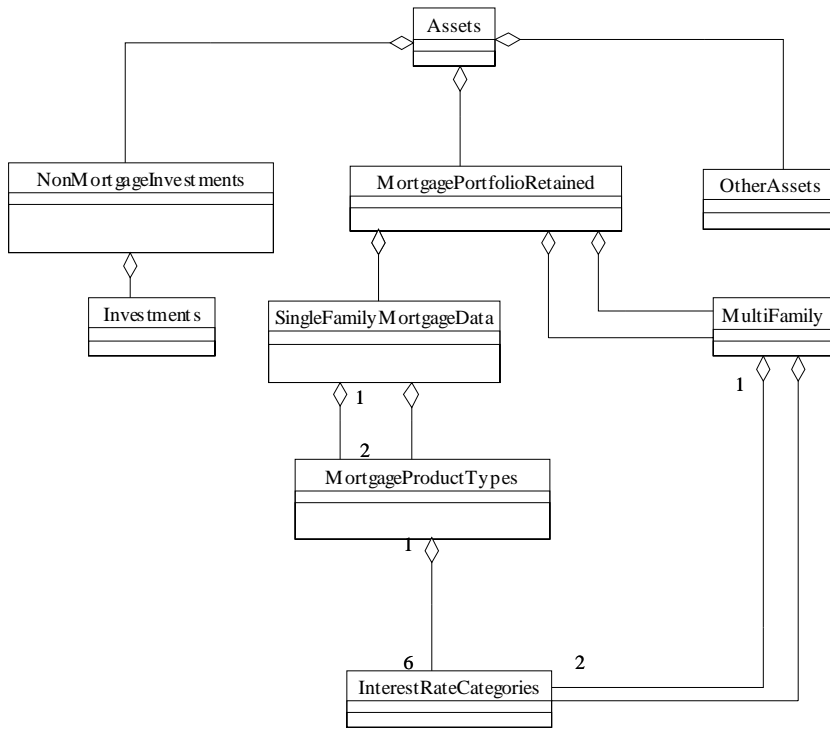 Assets
NonMortgageInvestments
MortgagePortfolioRetained
OtherAssets
Investments
SingleFamilyMortgageData
MultiFamily
1
1
2
MortgageProductTypes
1
6
2
InterestRateCategories